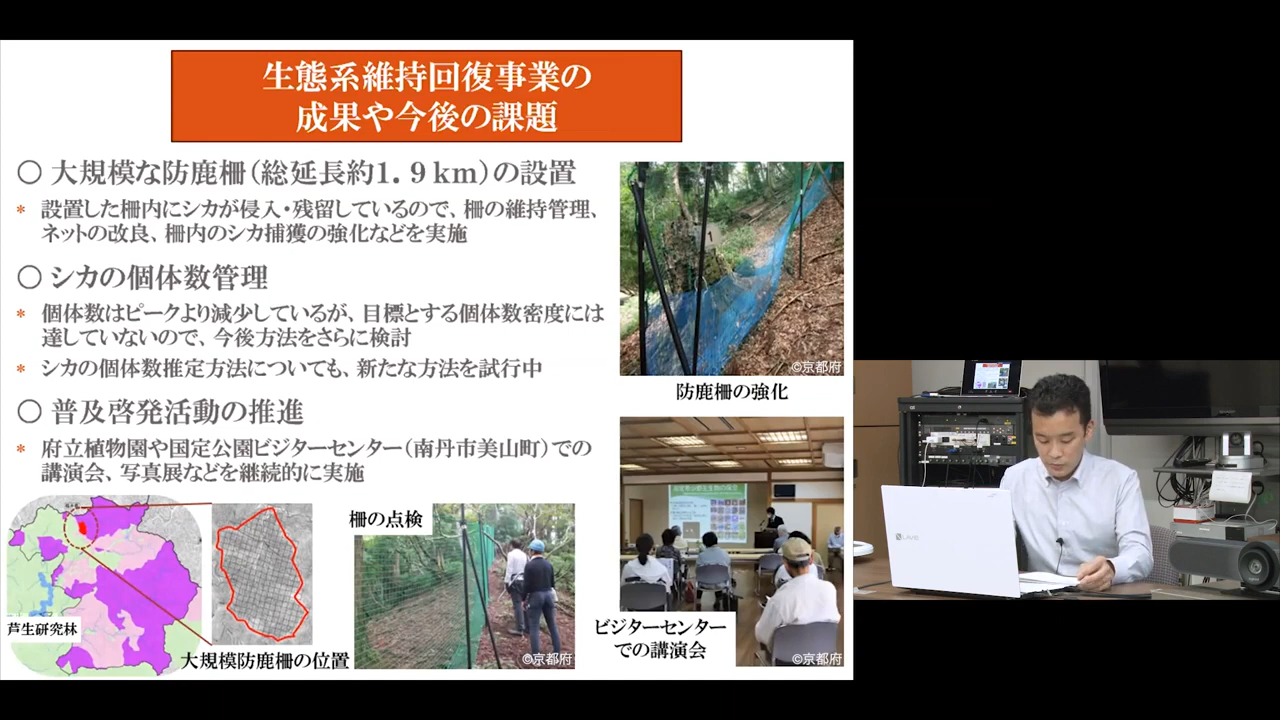 生態系維持回復事業の
成果や今後の課題
〇 大規模な防鹿柵（総延長約1．9km）の設置
* 設置した柵内にシカが侵入・残留しているので、柵の維持管理、
ネットの改良、柵内のシカ捕獲の強化などを実施
〇 シカの個体数管理
* 個体数はピークより減少しているが、目標とする個体数密度には
達していないので、今後方法をさらに検討
* シカの個体数推定方法についても、新たな方法を試行中
〇 普及啓発活動の推進
* 府立植物園や国定公園ビジターセンター（南丹市美山町）での
講演会、写真展などを継続的に実施
1
©京都府
防鹿柵の強化
芦生研究林
大規模防鹿柵の位置
柵の点検
©京都府
ビジターセンター
での講演会
©京都府
LAVIE